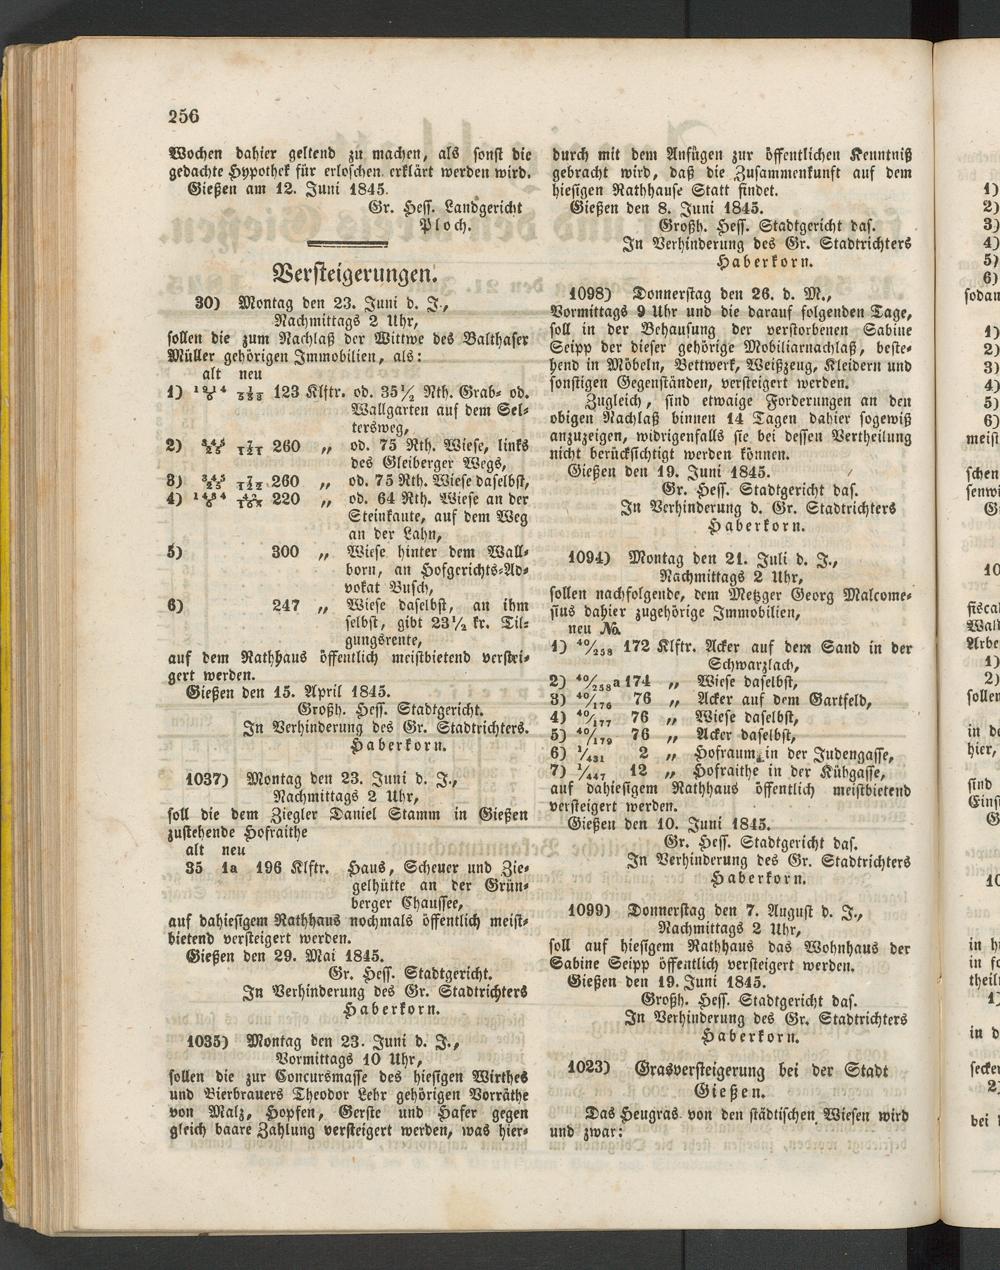 256
Wochen dahier geltend zu machen, als sonst die
gedachte Hypothek für erloschen erklärt werden wird.
Gießen am 12. Juni 1845.
Gr. Hess. Landgericht
Ploch.
Versteigerungen.
30) Montag den 23. Juni d. J.,
Nachmittags 2 Uhr,
sollen die zum Nachlaß der Wittwe des Balthaser
Müller gehörigen Immobilien, als:
alt neu
1) 123 Klftr. od. 35½ Rth. Grab- od.
Wallgarten auf dem Sel-
tersweg,
2) 260 „ od. 75 Rth. Wiese, links
des Gleiberger Wegs,
3) 260 „ od. 75 Rth. Wiese daselbst,
4) 220 „ od. 64 Rth. Wiese an der
Steinkaute, auf dem Weg
an der Lahn,
5) 300 „ Wiese hinter dem Wall-
born, an Hofgerichts-Ad-
vokat Busch,
6) 247 „ Wiese daselbst, an ihm
selbst, gibt 23½ kr. Til-
gungsrente,
auf dem Rathhaus öffentlich meistbietend verstei-
gert werden.
Gießen den 15. April 1845.
Großh. Hess. Stadtgericht.
In Verhinderung des Gr. Stadtrichters.
Haberkorn.
1037) Montag den 23. Juni d. J.,
Nachmittags 2 Uhr,
soll die dem Ziegler Daniel Stamm in Gießen
zustehende Hofraithe
alt neu
35 1a 196 Klftr. Haus, Scheuer und Zie-
gelhütte an der Grün-
berger Chaussee,
auf dahiesigem Rathhaus nochmals öffentlich meist-
bietend versteigert werden.
Gießen den 29. Mai 1845.
Gr. Hess. Stadtgericht.
In Verhinderung des Gr. Stadtrichters
Haberkorn.
1035) Montag den 23. Juni d. J.,
Vormittags 10 Uhr,
sollen die zur Concursmasse des hiesigen Wirthes
und Bierbrauers Theodor Lehr gehörigen Vorräthe
von Malz, Hopfen, Gerste und Hafer gegen
gleich baare Zahlung versteigert werden, was hier-
durch mit dem Anfügen zur öffentlichen Kenntniß
gebracht wird, daß die Zusammenkunft auf dem
hiesigen Rathhause Statt findet.
Gießen den 8. Juni 1845.
Großh. Hess. Stadtgericht das.
In Verhinderung des Gr. Stadtrichters
Haberkorn.
1098) Donnerstag den 26. d. M.,
Vormittags 9 Uhr und die darauf folgenden Tage,
soll in der Behausung der verstorbenen Sabine
Seipp der dieser gehörige Mobiliarnachlaß, beste-
hend in Möbeln, Bettwerk, Weißzeug, Kleidern und
sonstigen Gegenständen, versteigert werden.
Zugleich, sind etwaige Forderungen an den
obigen Nachlaß binnen 14 Tagen dahier sogewiß
anzuzeigen, widrigenfalls sie bei dessen Vertheilung
nicht berücksichtigt werden können.
Gießen den 19. Juni 1845.
Gr. Hess. Stadtgericht das.
In Verhinderung d. Gr. Stadtrichters
Haberkorn.
1094) Montag den 21. Juli d. J.,
Nachmittags 2 Uhr,
sollen nachfolgende, dem Metzger Georg Malcome-
sius dahier zugehörige Immobilien,
neu No.
1) 40/258 172 Klftr. Acker auf dem Sand in der
Schwarzlach,
2) 40/258a 174 „ Wiese daselbst,
3) 40/176 76 „ Acker auf dem Gartfeld,
4) 40/177 76 „ Wiese daselbst,
5) 40/179 76 „ Acker daselbst,
6) 1/431 2 „ Hofraum in der Judengasse,
7) 1/447 12 „ Hofraithe in der Kühgasse,
auf dahiesigem Rathhaus öffentlich meistbietend
versteigert werden.
Gießen den 10. Juni 1845.
Gr. Hess. Stadtgericht das.
In Verhinderung des Gr. Stadtrichters
Haberkorn.
1099) Donnerstag den 7. August d. J.,
Nachmittags 2 Uhr,
soll auf hiesigem Rathhaus das Wohnhaus der
Sabine Seipp öffentlich versteigert werden.
Gießen den 19. Juni 1845.
Großh. Hess. Stadtgericht das.
In Verhinderung des Gr. Stadtrichters
Haberkorn.
1023) Grasversteigerung bei der Stadt
Gießen.
Das Heugras von den städtischen Wiesen wird
und zwar: